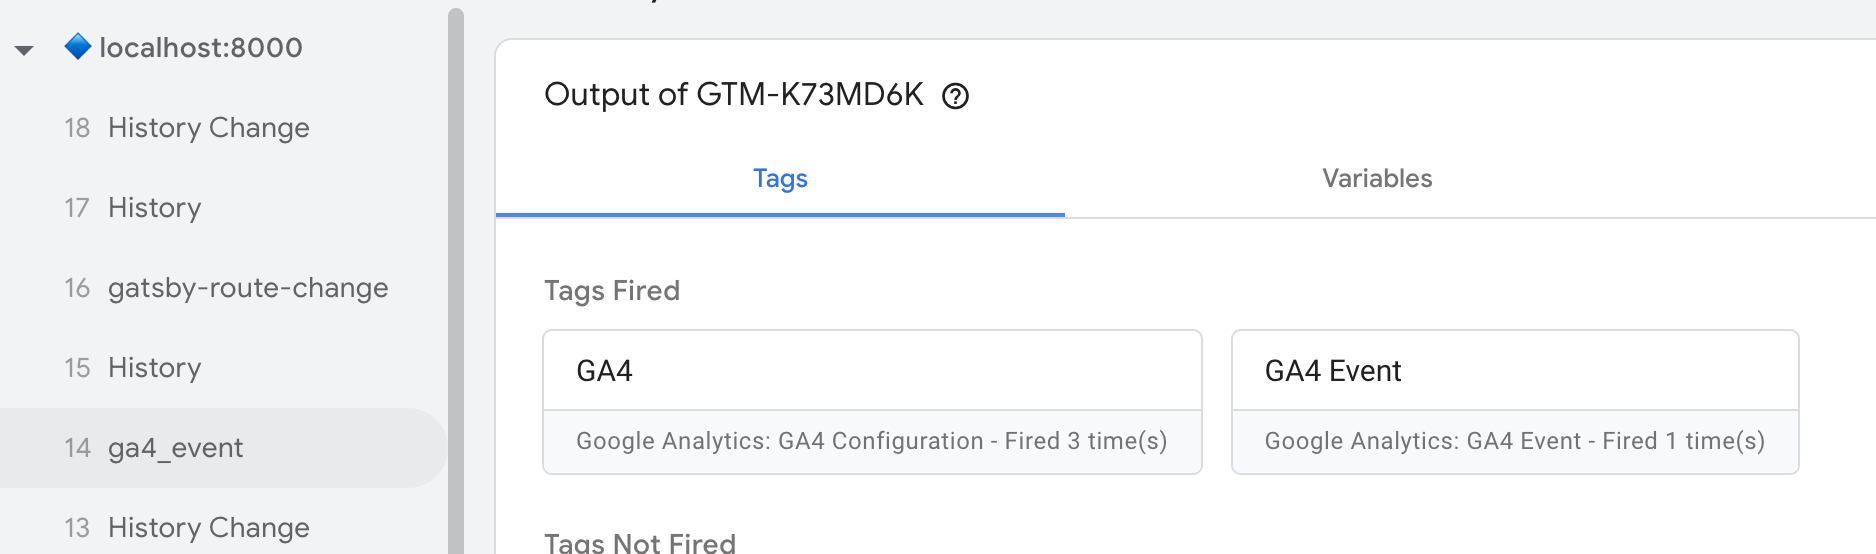 localhost:8000
18 History Change
17 History
16 gatsby-route-change
15 History
14 ga4_event
13 History Change
Output of GTM-K73MD6K
Tags Variables
Tags Fired
GA4
Google Analytics: GA4 Configuration - Fired 3 time(s)
GA4 Event
Google Analytics: GA4 Event - Fired 1 time(s)
Tags Not Fired